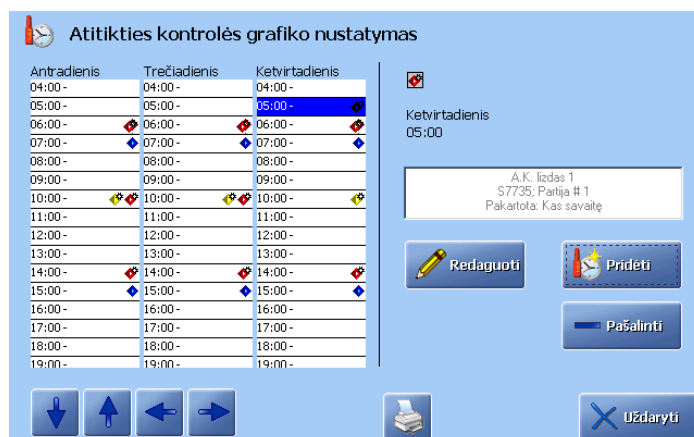 Atitikties kontrolės grafiko nustatymas
Antradienis Trečiadienis Ketvirtadienis
04:00 - 04:00 - 04:00 -
05:00 - 05:00 - 05:00 -
06:00 - 06:00 - 06:00 -
07:00 - 07:00 - 07:00 -
08:00 - 08:00 - 08:00 -
09:00 - 09:00 - 09:00 -
10:00 - 10:00 - 10:00 -
11:00 - 11:00 - 11:00 -
12:00 - 12:00 - 12:00 -
13:00 - 13:00 - 13:00 -
14:00 - 14:00 - 14:00 -
15:00 - 15:00 - 15:00 -
16:00 - 16:00 - 16:00 -
17:00 - 17:00 - 17:00 -
18:00 - 18:00 - 18:00 -
19:00 - 19:00 - 19:00 -
Ketvirtadienis
05:00
A.K. lizdas 1
S7735; Partija # 1
Pakartota: Kas savaitę
Redaguoti
Pridėti
Pašalinti
Uždaryti